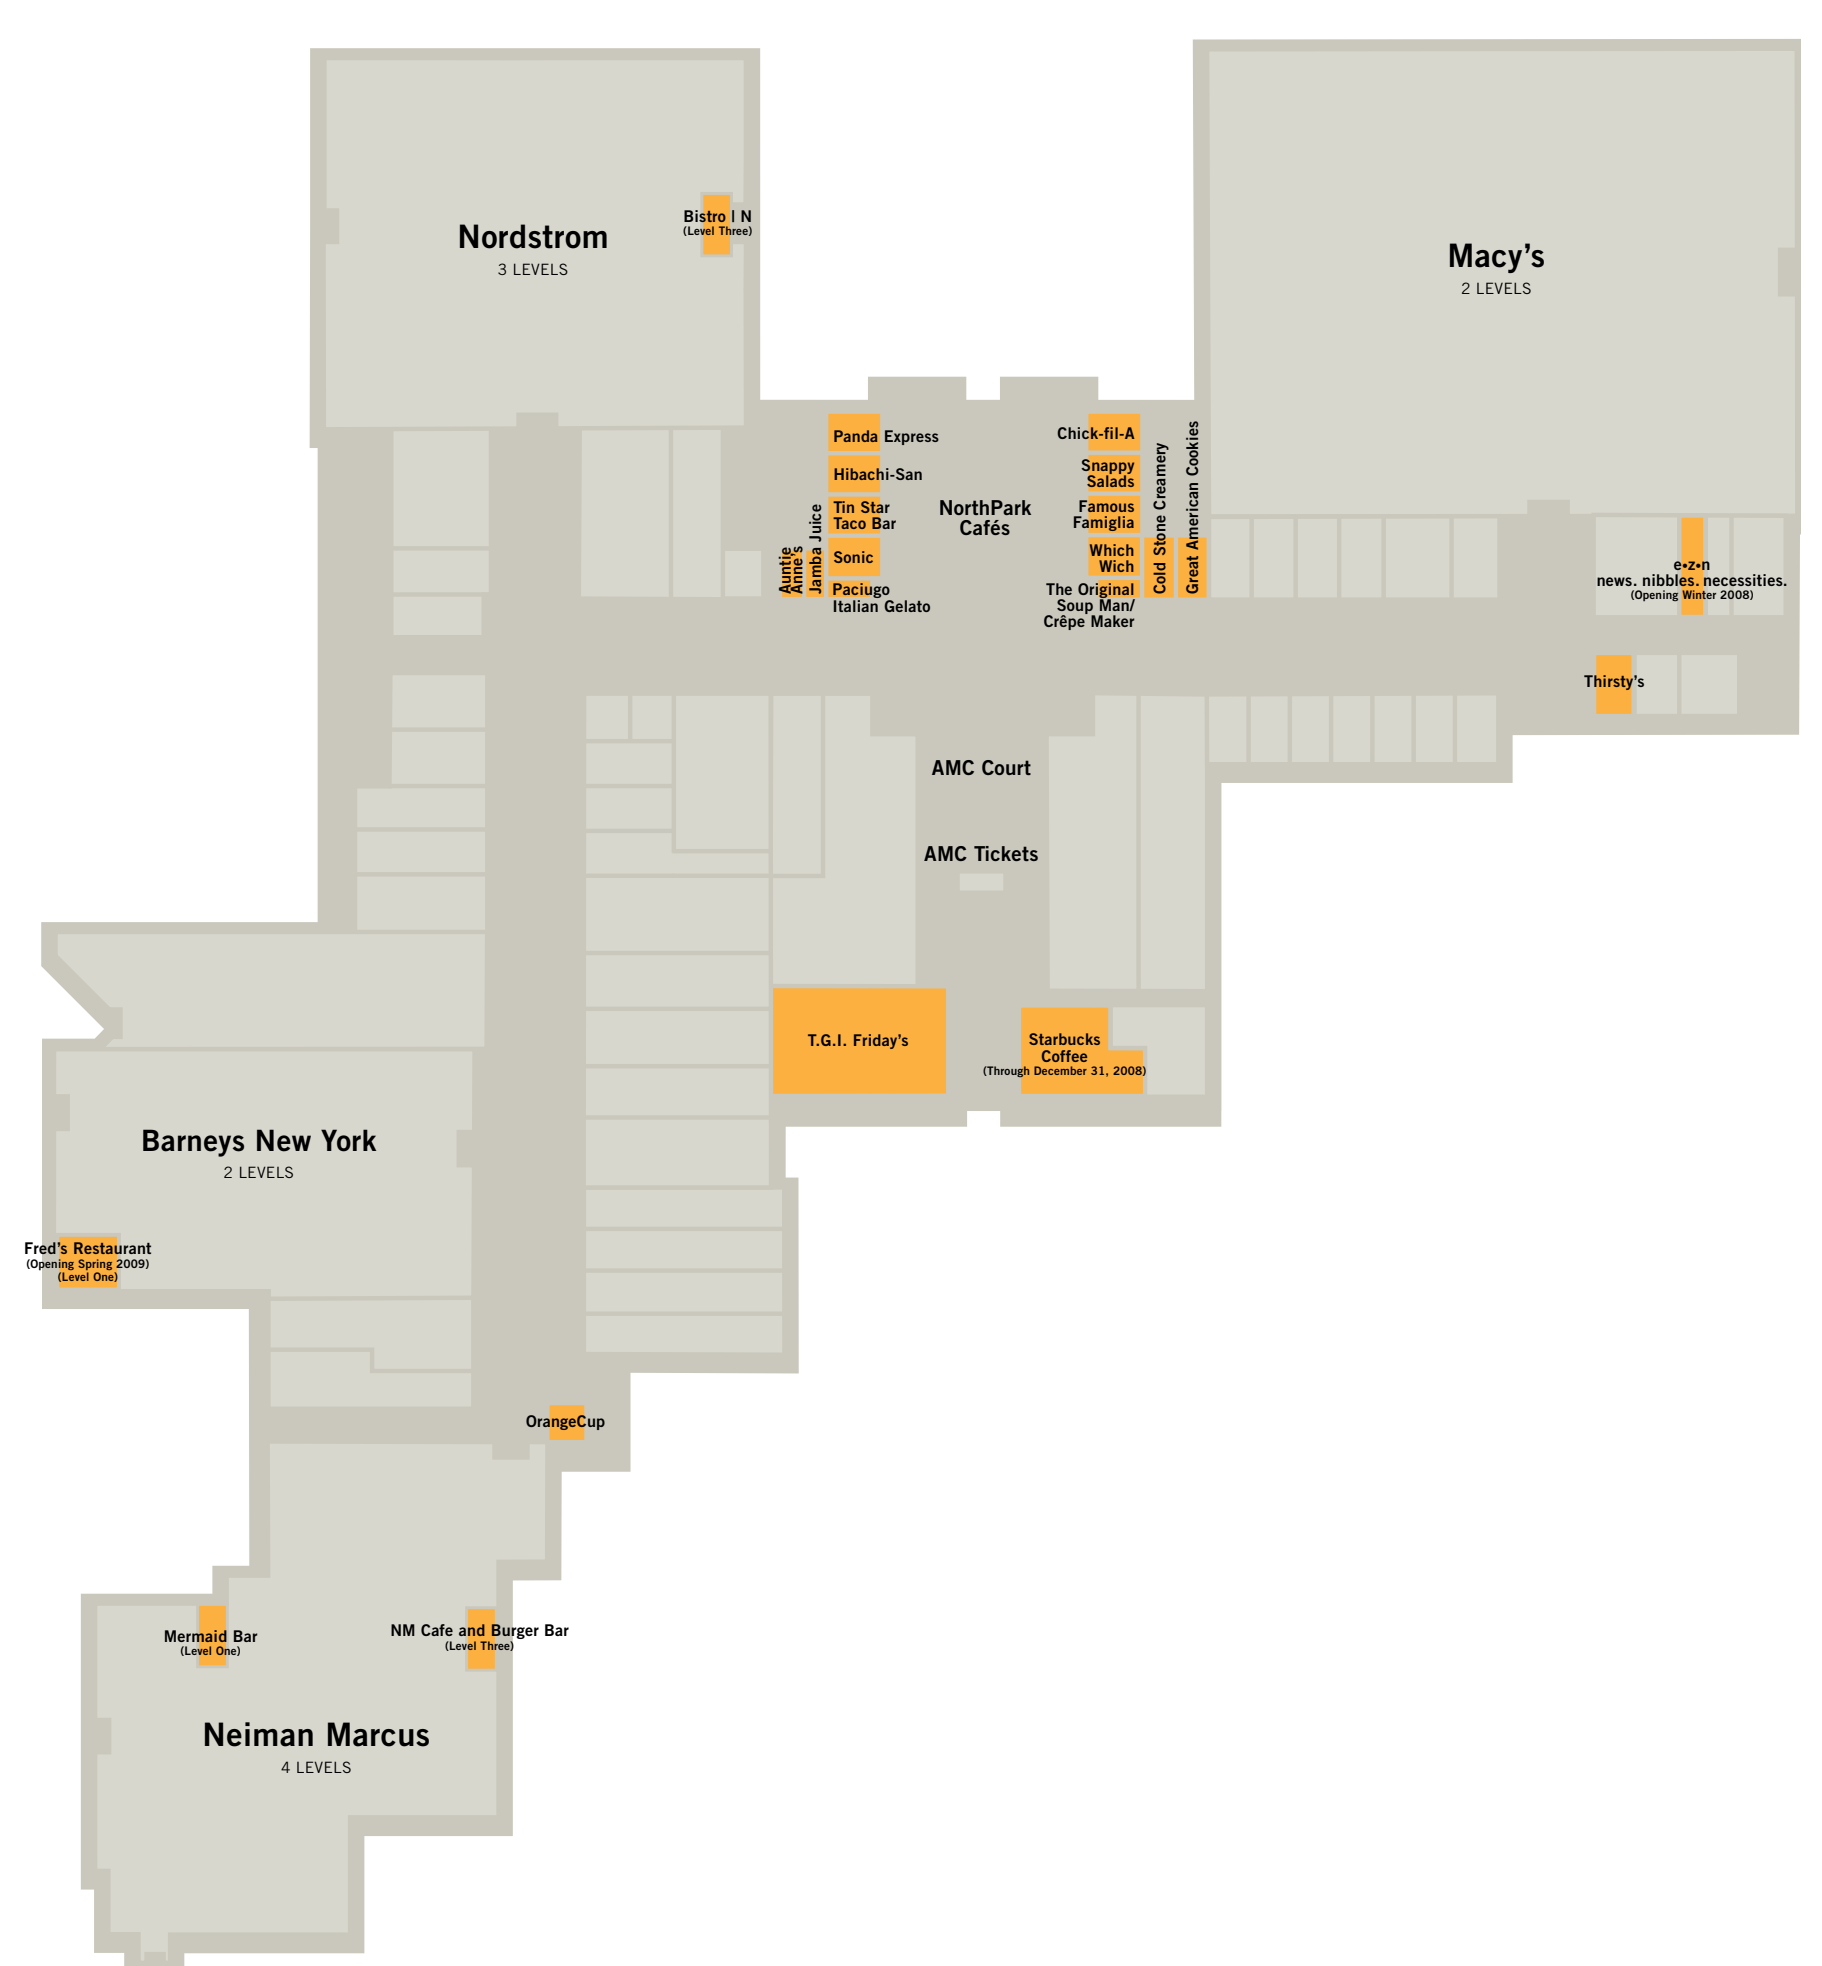 Nordstrom
3 LEVELS
Bistro | N
(Level Three)
Macy’s
2 LEVELS
Panda Express
Hibachi-San
Tin Star
Taco Bar
Sonic
Paciugo
Italian Gelato
Auntie
Anne’s
Jamba Juice
NorthPark
Cafés
Chick-fil-A
Snappy
Salads
Famous
Famiglia
Which
Wich
The Original
Soup Man/
Crêpe Maker
Cold Stone Creamery
Great American Cookies
e•z•n
news. nibbles. necessities.
(Opening Winter 2008)
Thirsty’s
AMC Court
AMC Tickets
T.G.I. Friday’s
Starbucks
Coffee
(Through December 31, 2008)
Barneys New York
2 LEVELS
Fred’s Restaurant
(Opening Spring 2009)
(Level One)
OrangeCup
Mermaid Bar
(Level One)
NM Cafe and Burger Bar
(Level Three)
Neiman Marcus
4 LEVELS